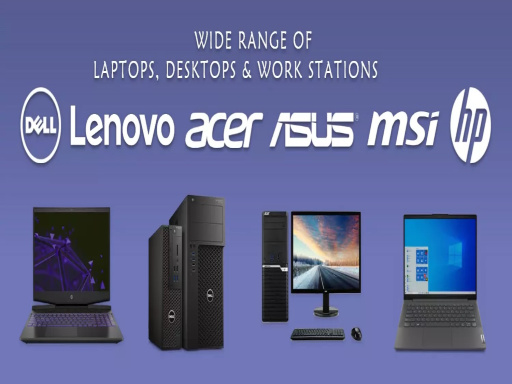 WIDE RANGE OF
LAPTOPS, DESKTOPS & WORK STATIONS
DELL Lenovo acer ASUS msi hp